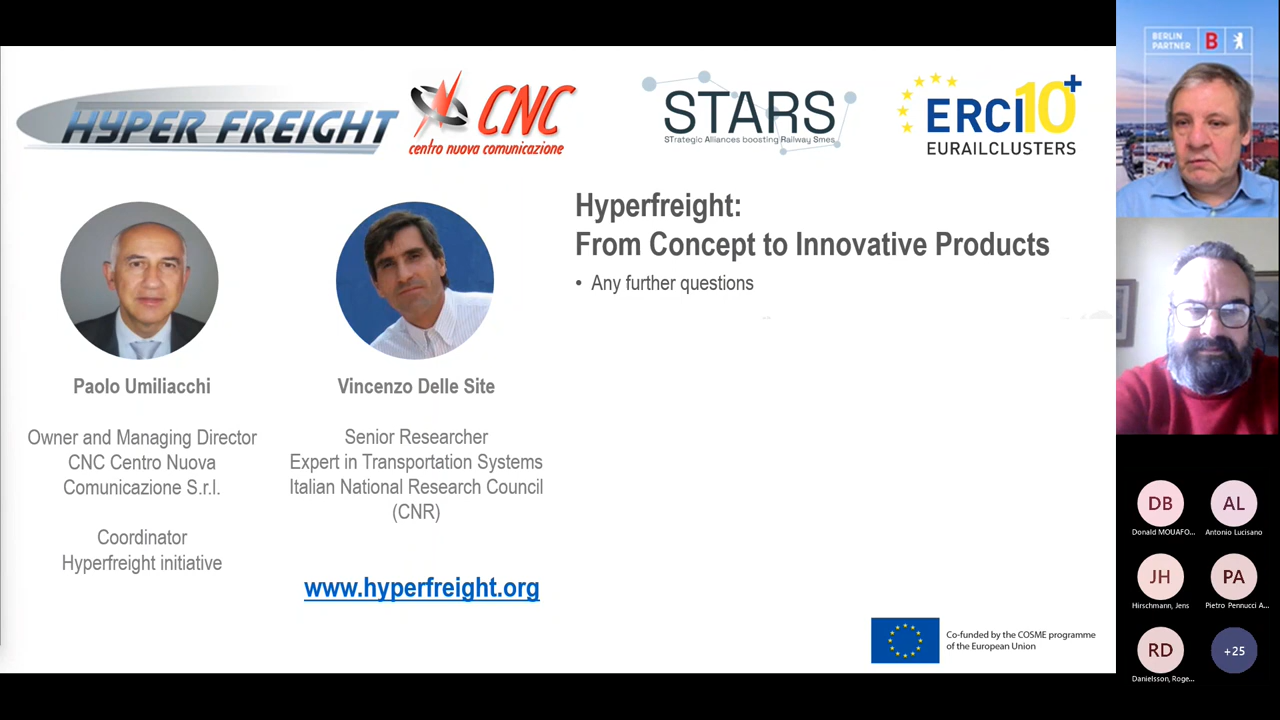 HYPER FREIGHT
CNC
centro nuova comunicazione
STARS
STrategic Alliances boosting Railway Smes
ERCI10+
EURAILCLUSTERS
Hyperfreight:
From Concept to Innovative Products
• Any further questions
Paolo Umiliacchi
Owner and Managing Director
CNC Centro Nuova
Comunicazione S.r.l.
Coordinator
Hyperfreight initiative
Vincenzo Delle Site
Senior Researcher
Expert in Transportation Systems
Italian National Research Council
(CNR)
www.hyperfreight.org
Co-funded by the COSME programme
of the European Union
BERLIN
PARTNER
B
DB
Donald MOUAFO...
AL
Antonio Lucisano
JH
Hirschmann, Jens
PA
Pietro Pennucci A...
RD
Danielsson, Roge...
+25